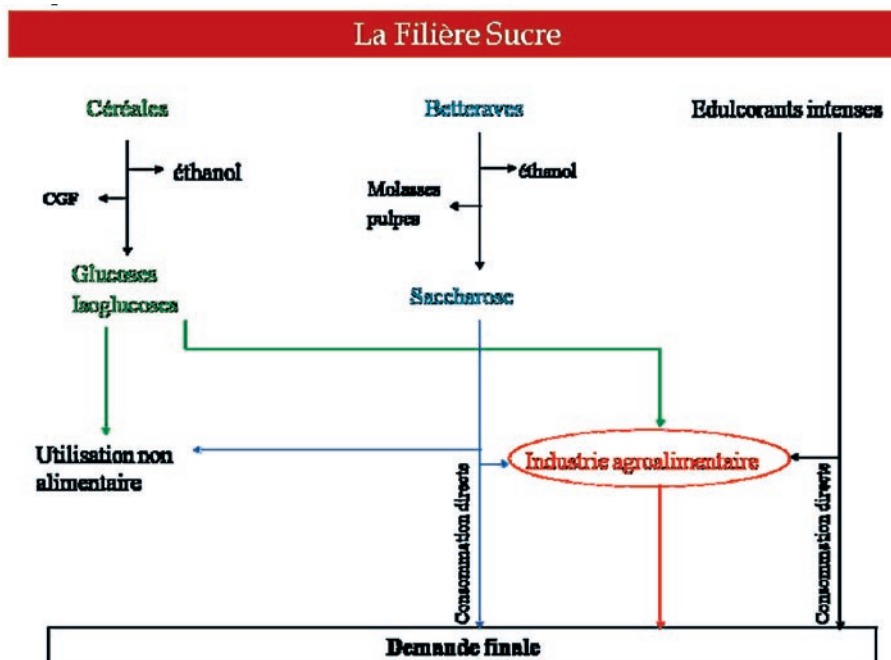 La Filière Sucre
Céréales
Betteraves
Edulcorants intenses
éthanol
CGF
éthanol
Molasses
pulpes
Glucoses
Isoglucoses
Saccharose
Utilisation non
alimentaire
Industrie agroalimentaire
Consommation directe
Consommation directe
Demande finale